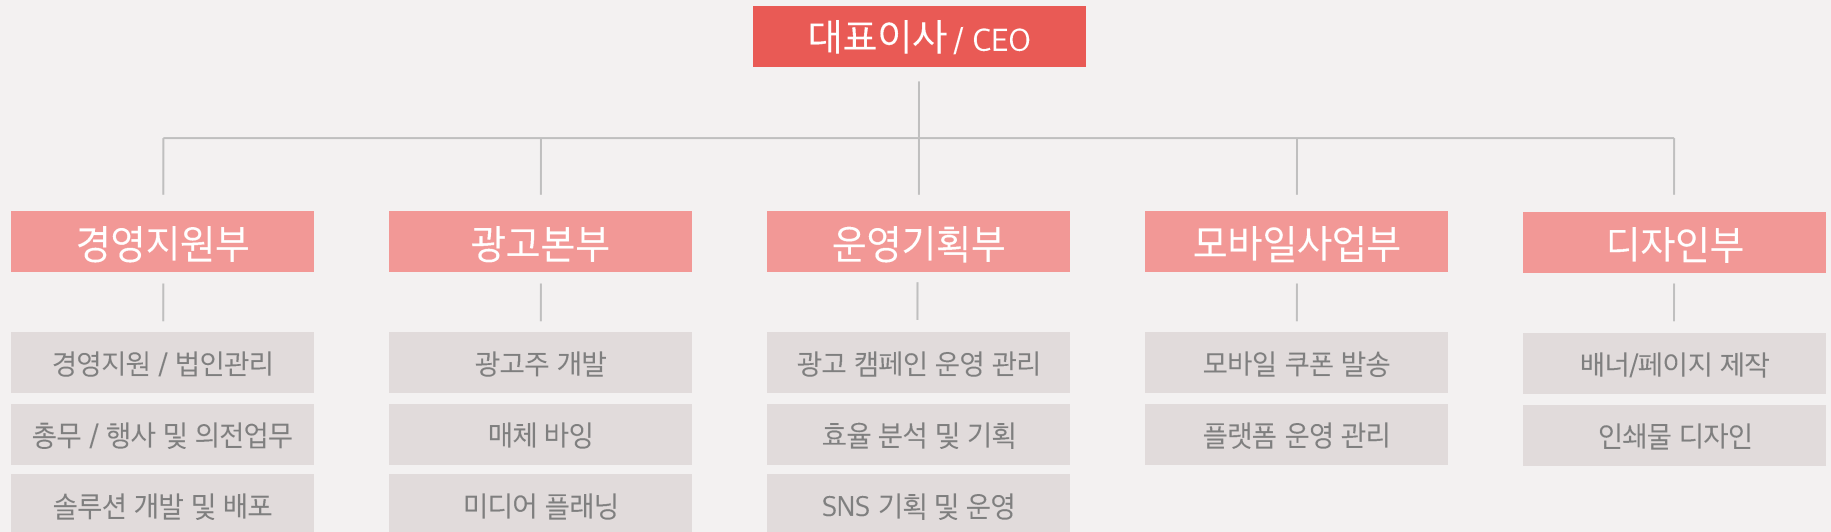 대표이사 / CEO
경영지원부
광고본부
운영기획부
모바일사업부
디자인부
경영지원 / 법인관리
광고주 개발
광고 캠페인 운영 관리
모바일 쿠폰 발송
배너/페이지 제작
총무 / 행사 및 의전업무
매체 바잉
효율 분석 및 기획
플랫폼 운영 관리
인쇄물 디자인
솔루션 개발 및 배포
미디어 플래닝
SNS 기획 및 운영